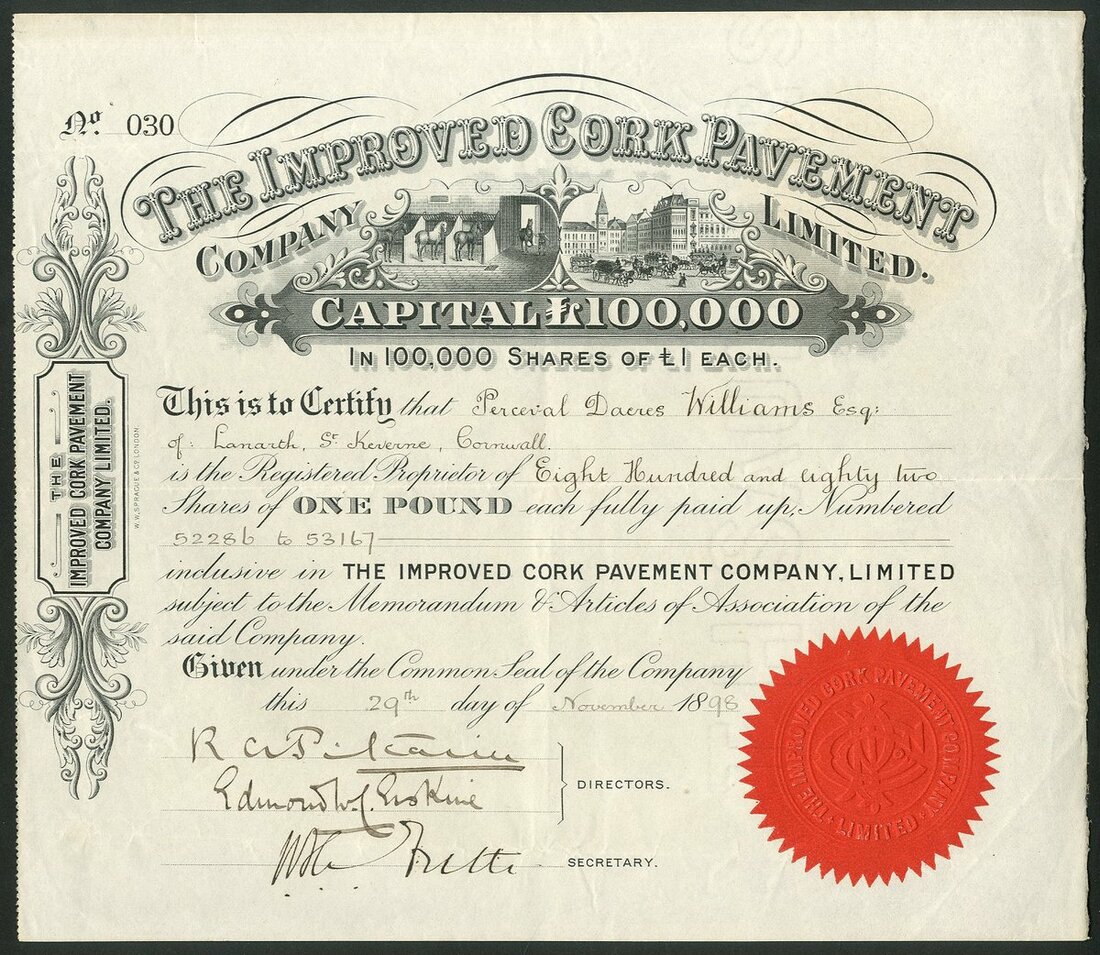 No. 030
THE IMPROVED CORK PAVEMENT
COMPANY LIMITED.
CAPITAL £100,000
IN 100,000 SHARES OF £1 EACH.
This is to Certify that Perceval Dacres Williams Esq:
of: Lanarth, St. Keverne, Cornwall.
is the Registered Proprietor of Eight Hundred and eighty two
Shares of ONE POUND each fully paid up, Numbered
52286 to 53167
inclusive in THE IMPROVED CORK PAVEMENT COMPANY, LIMITED
subject to the Memorandum & Articles of Association of the
said Company.
Given under the Common Seal of the Company
this 29th day of November 1898
Edmond W. Erskine
DIRECTORS.
SECRETARY.
THE
IMPROVED CORK PAVEMENT
COMPANY LIMITED.
W.W. SPRAGUE & CO LONDON
THE IMPROVED CORK PAVEMENT COMPANY
LIMITED